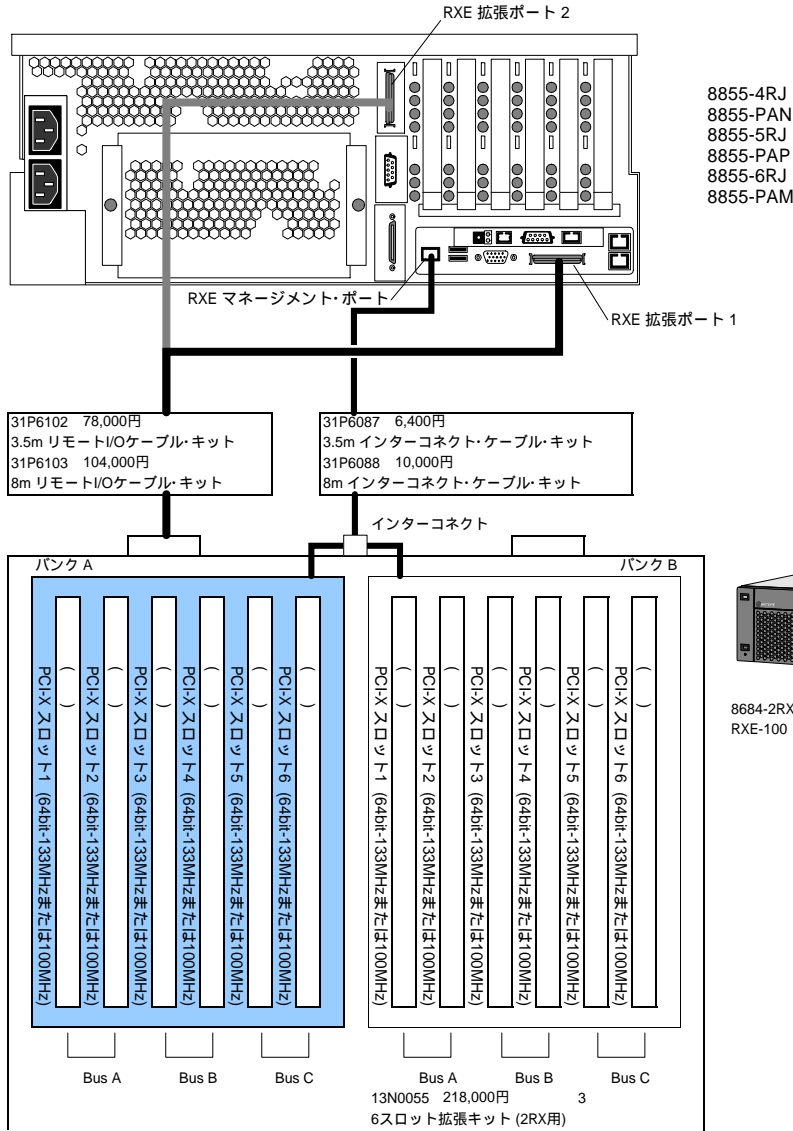 RXE 拡張ポート 2
8855-4RJ
8855-PAN
8855-5RJ
8855-PAP
8855-6RJ
8855-PAM
RXE マネージメント・ポート
RXE 拡張ポート 1
31P6102 78,000円
3.5m リモートI/Oケーブル・キット
31P6103 104,000円
8m リモートI/Oケーブル・キット
31P6087 6,400円
3.5m インターコネクト・ケーブル・キット
31P6088 10,000円
8m インターコネクト・ケーブル・キット
インターコネクト
バンク A
バンク B
PCI-X スロット1 (64bit-133MHzまたは100MHz)
( )
PCI-X スロット2 (64bit-133MHzまたは100MHz)
( )
PCI-X スロット3 (64bit-133MHzまたは100MHz)
( )
PCI-X スロット4 (64bit-133MHzまたは100MHz)
( )
PCI-X スロット5 (64bit-133MHzまたは100MHz)
( )
PCI-X スロット6 (64bit-133MHzまたは100MHz)
( )
PCI-X スロット1 (64bit-133MHzまたは100MHz)
( )
PCI-X スロット2 (64bit-133MHzまたは100MHz)
( )
PCI-X スロット3 (64bit-133MHzまたは100MHz)
( )
PCI-X スロット4 (64bit-133MHzまたは100MHz)
( )
PCI-X スロット5 (64bit-133MHzまたは100MHz)
( )
PCI-X スロット6 (64bit-133MHzまたは100MHz)
( )
8684-2RX
RXE-100
Bus A
Bus B
Bus C
Bus A
Bus B
Bus C
13N0055 218,000円 3
6スロット拡張キット (2RX用)